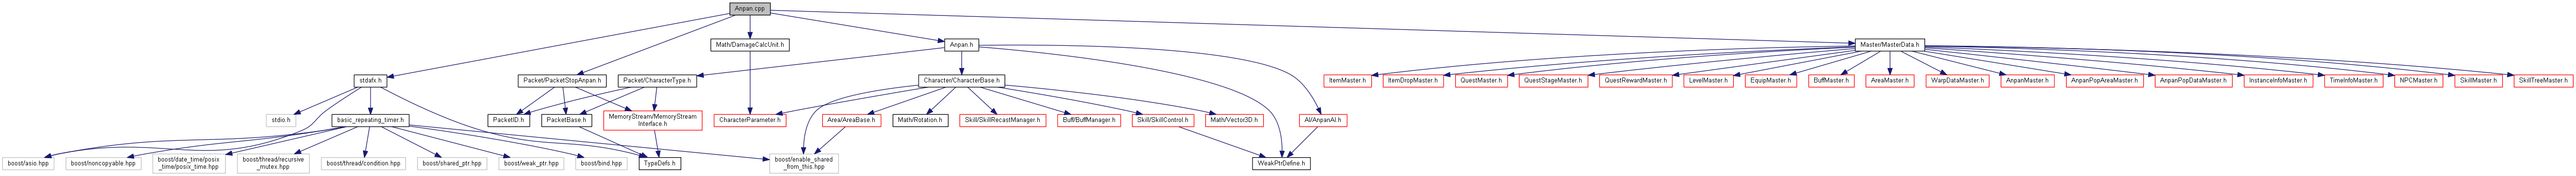 Anpan.cpp
Math/DamageCalcUnit.h
Anpan.h
Master/MasterData.h
stdafx.h
Packet/PacketStopAnpan.h
Packet/CharacterType.h
Character/CharacterBase.h
ItemMaster.h
ItemDropMaster.h
QuestMaster.h
QuestStageMaster.h
QuestRewardMaster.h
LevelMaster.h
EquipMaster.h
BuffMaster.h
AreaMaster.h
WarpDataMaster.h
AnpanMaster.h
AnpanPopAreaMaster.h
AnpanPopDataMaster.h
InstanceInfoMaster.h
TimeInfoMaster.h
NPCMaster.h
SkillMaster.h
SkillTreeMaster.h
stdio.h
basic_repeating_timer.h
PacketID.h
PacketBase.h
MemoryStream/MemoryStream
Interface.h
CharacterParameter.h
Area/AreaBase.h
Math/Rotation.h
Skill/SkillRecastManager.h
Buff/BuffManager.h
Skill/SkillControl.h
Math/Vector3D.h
AI/AnpanAI.h
boost/asio.hpp
boost/noncopyable.hpp
boost/date_time/posix
_time/posix_time.hpp
boost/thread/recursive
_mutex.hpp
boost/thread/condition.hpp
boost/shared_ptr.hpp
boost/weak_ptr.hpp
boost/bind.hpp
TypeDefs.h
boost/enable_shared
_from_this.hpp
WeakPtrDefine.h